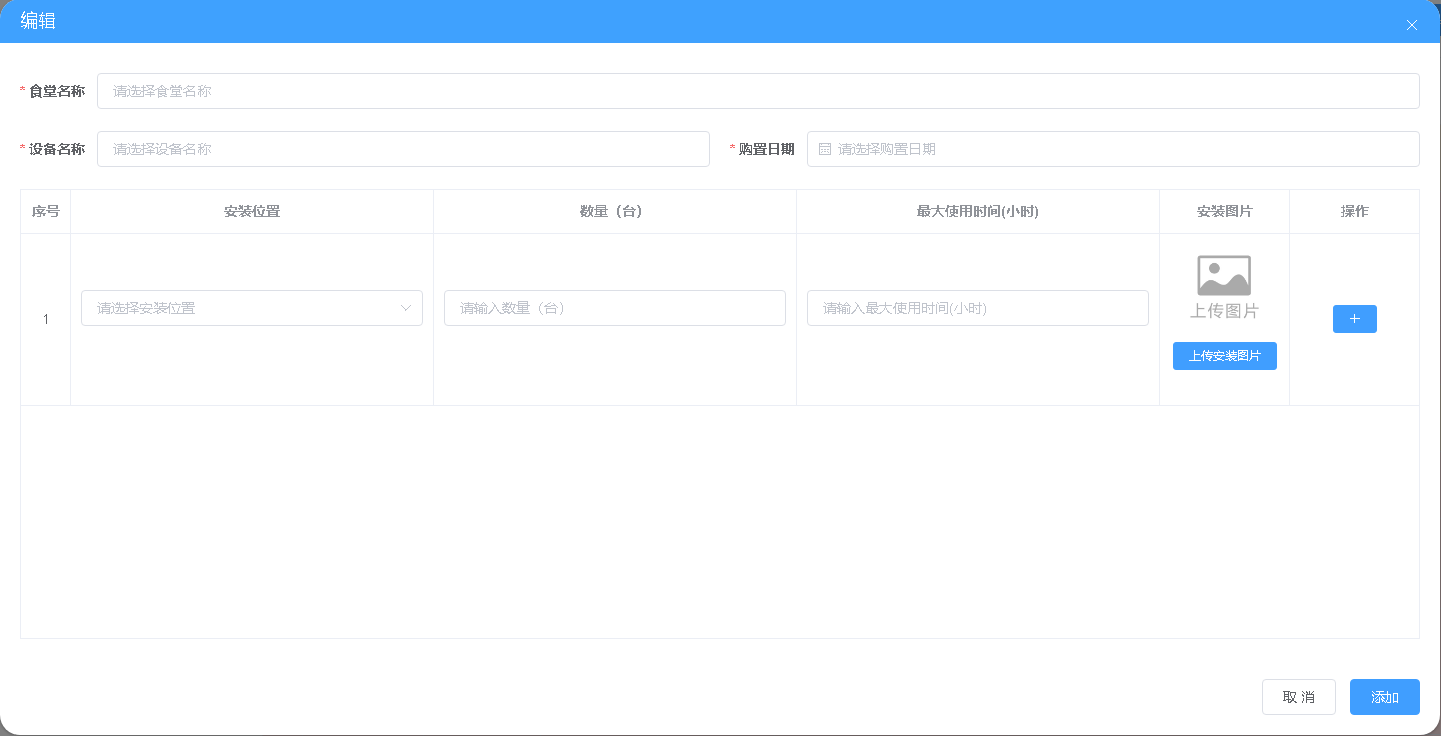 编辑
* 食堂名称 请选择食堂名称
* 设备名称 请选择设备名称 * 购置日期 请选择购置日期
序号 安装位置 数量（台） 最大使用时间(小时) 安装图片 操作
上传图片
1 请选择安装位置 请输入数量（台） 请输入最大使用时间(小时) +
上传安装图片
取 消 添加